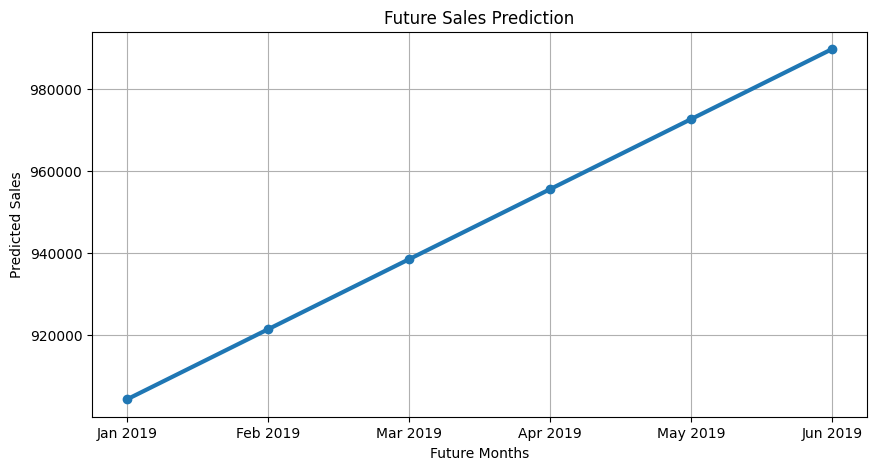 Future Sales Prediction
980000
960000
940000
920000
Predicted Sales
Jan 2019 Feb 2019 Mar 2019 Apr 2019 May 2019 Jun 2019
Future Months